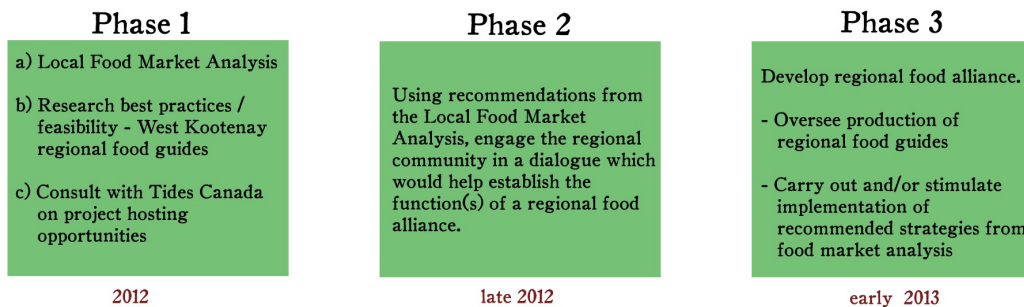 Phase 1
a) Local Food Market Analysis
b) Research best practices /
feasibility - West Kootenay
regional food guides
c) Consult with Tides Canada
on project hosting
opportunities
2012
Phase 2
Using recommendations from
the Local Food Market
Analysis, engage the regional
community in a dialogue which
would help establish the
function(s) of a regional food
alliance.
late 2012
Phase 3
Develop regional food alliance.
- Oversee production of
regional food guides
- Carry out and/or stimulate
implementation of
recommended strategies from
food market analysis
early 2013